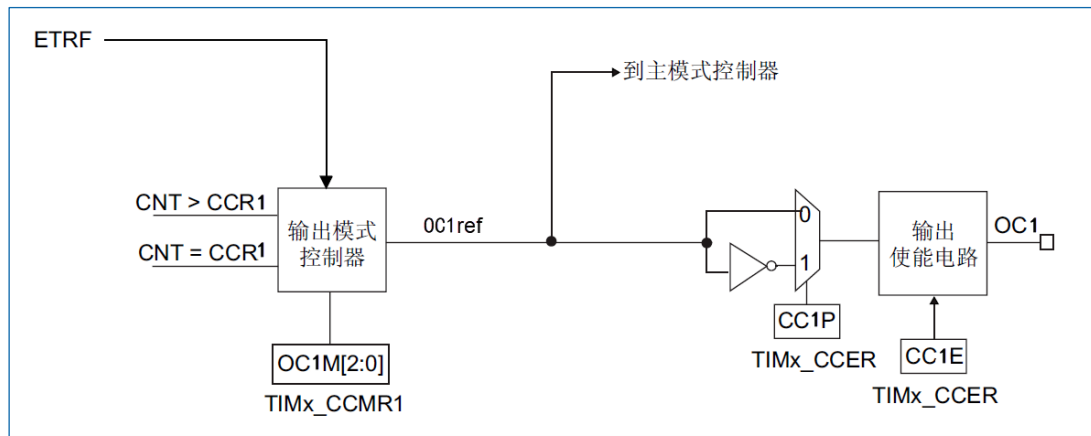 ETRF
到主模式控制器
CNT > CCR1
CNT = CCR1
输出模式
控制器
OC1ref
OC1M[2:0]
TIMx_CCMR1
0
1
CC1P
TIMx_CCER
输出
使能电路
OC1
CC1E
TIMx_CCER